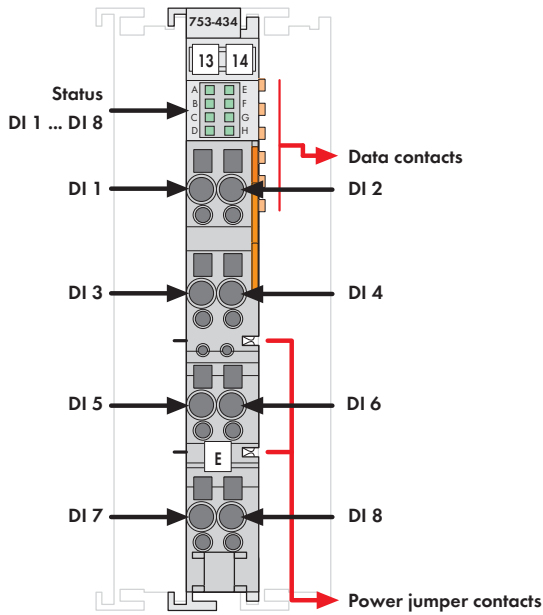 753-434
13 14
A E
B F
C G
D H
Status
DI 1 ... DI 8
Data contacts
DI 1 DI 2
DI 3 DI 4
DI 5 DI 6
E
DI 7 DI 8
Power jumper contacts